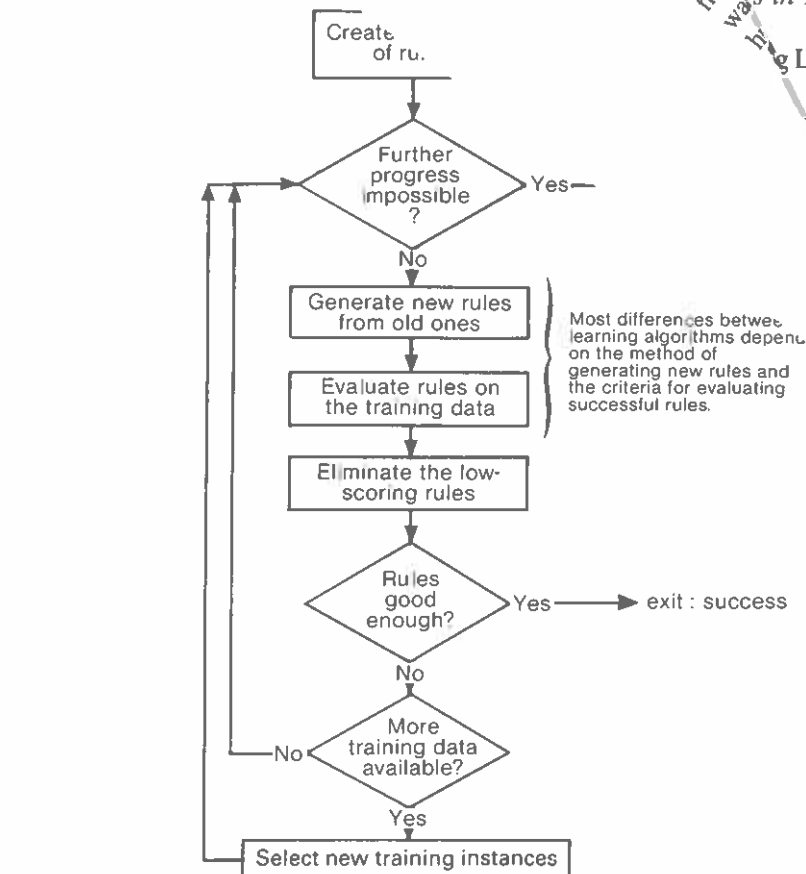 Create
of ru.
Further
progress
impossible
?
Yes
No
Generate new rules
from old ones
Evaluate rules on
the training data
Most differences betwee
learning algorithms depend
on the method of
generating new rules and
the criteria for evaluating
successful rules.
Eliminate the low-
scoring rules
Rules
good
enough?
Yes
exit : success
No
More
training data
available?
No
Yes
Select new training instances